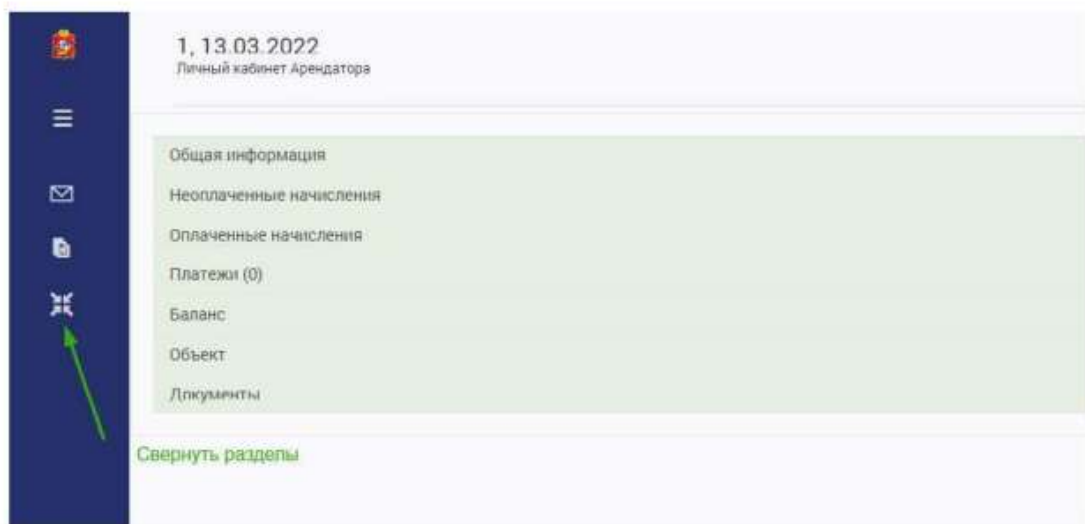 1, 13.03.2022
Личный кабинет Арендатора
Общая информация
Неоплаченные начисления
Оплаченные начисления
Платежи (0)
Баланс
Объект
Документы
Свернуть разделы